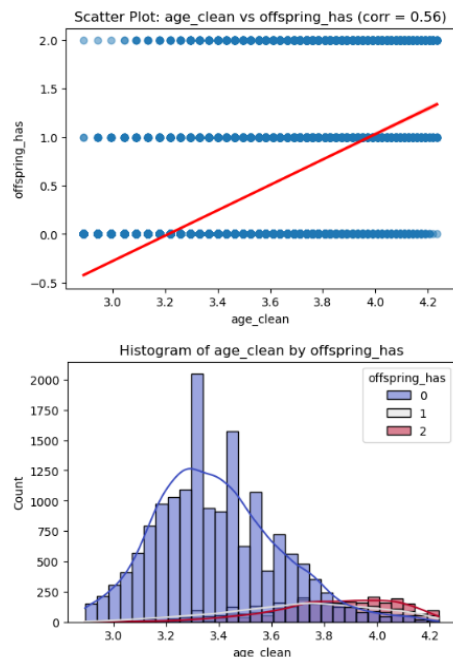 Scatter Plot: age_clean vs offspring_has (corr = 0.56)
2.0
1.5
1.0
0.5
0.0
−0.5
offspring_has
3.0 3.2 3.4 3.6 3.8 4.0 4.2
age_clean
Histogram of age_clean by offspring_has
2000
1750
1500
1250
1000
750
500
250
0
Count
offspring_has
0
1
2
3.0 3.2 3.4 3.6 3.8 4.0 4.2
age_clean